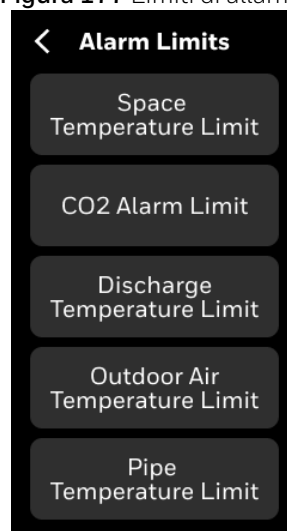 Alarm Limits
Space
Temperature Limit
CO2 Alarm Limit
Discharge
Temperature Limit
Outdoor Air
Temperature Limit
Pipe
Temperature Limit